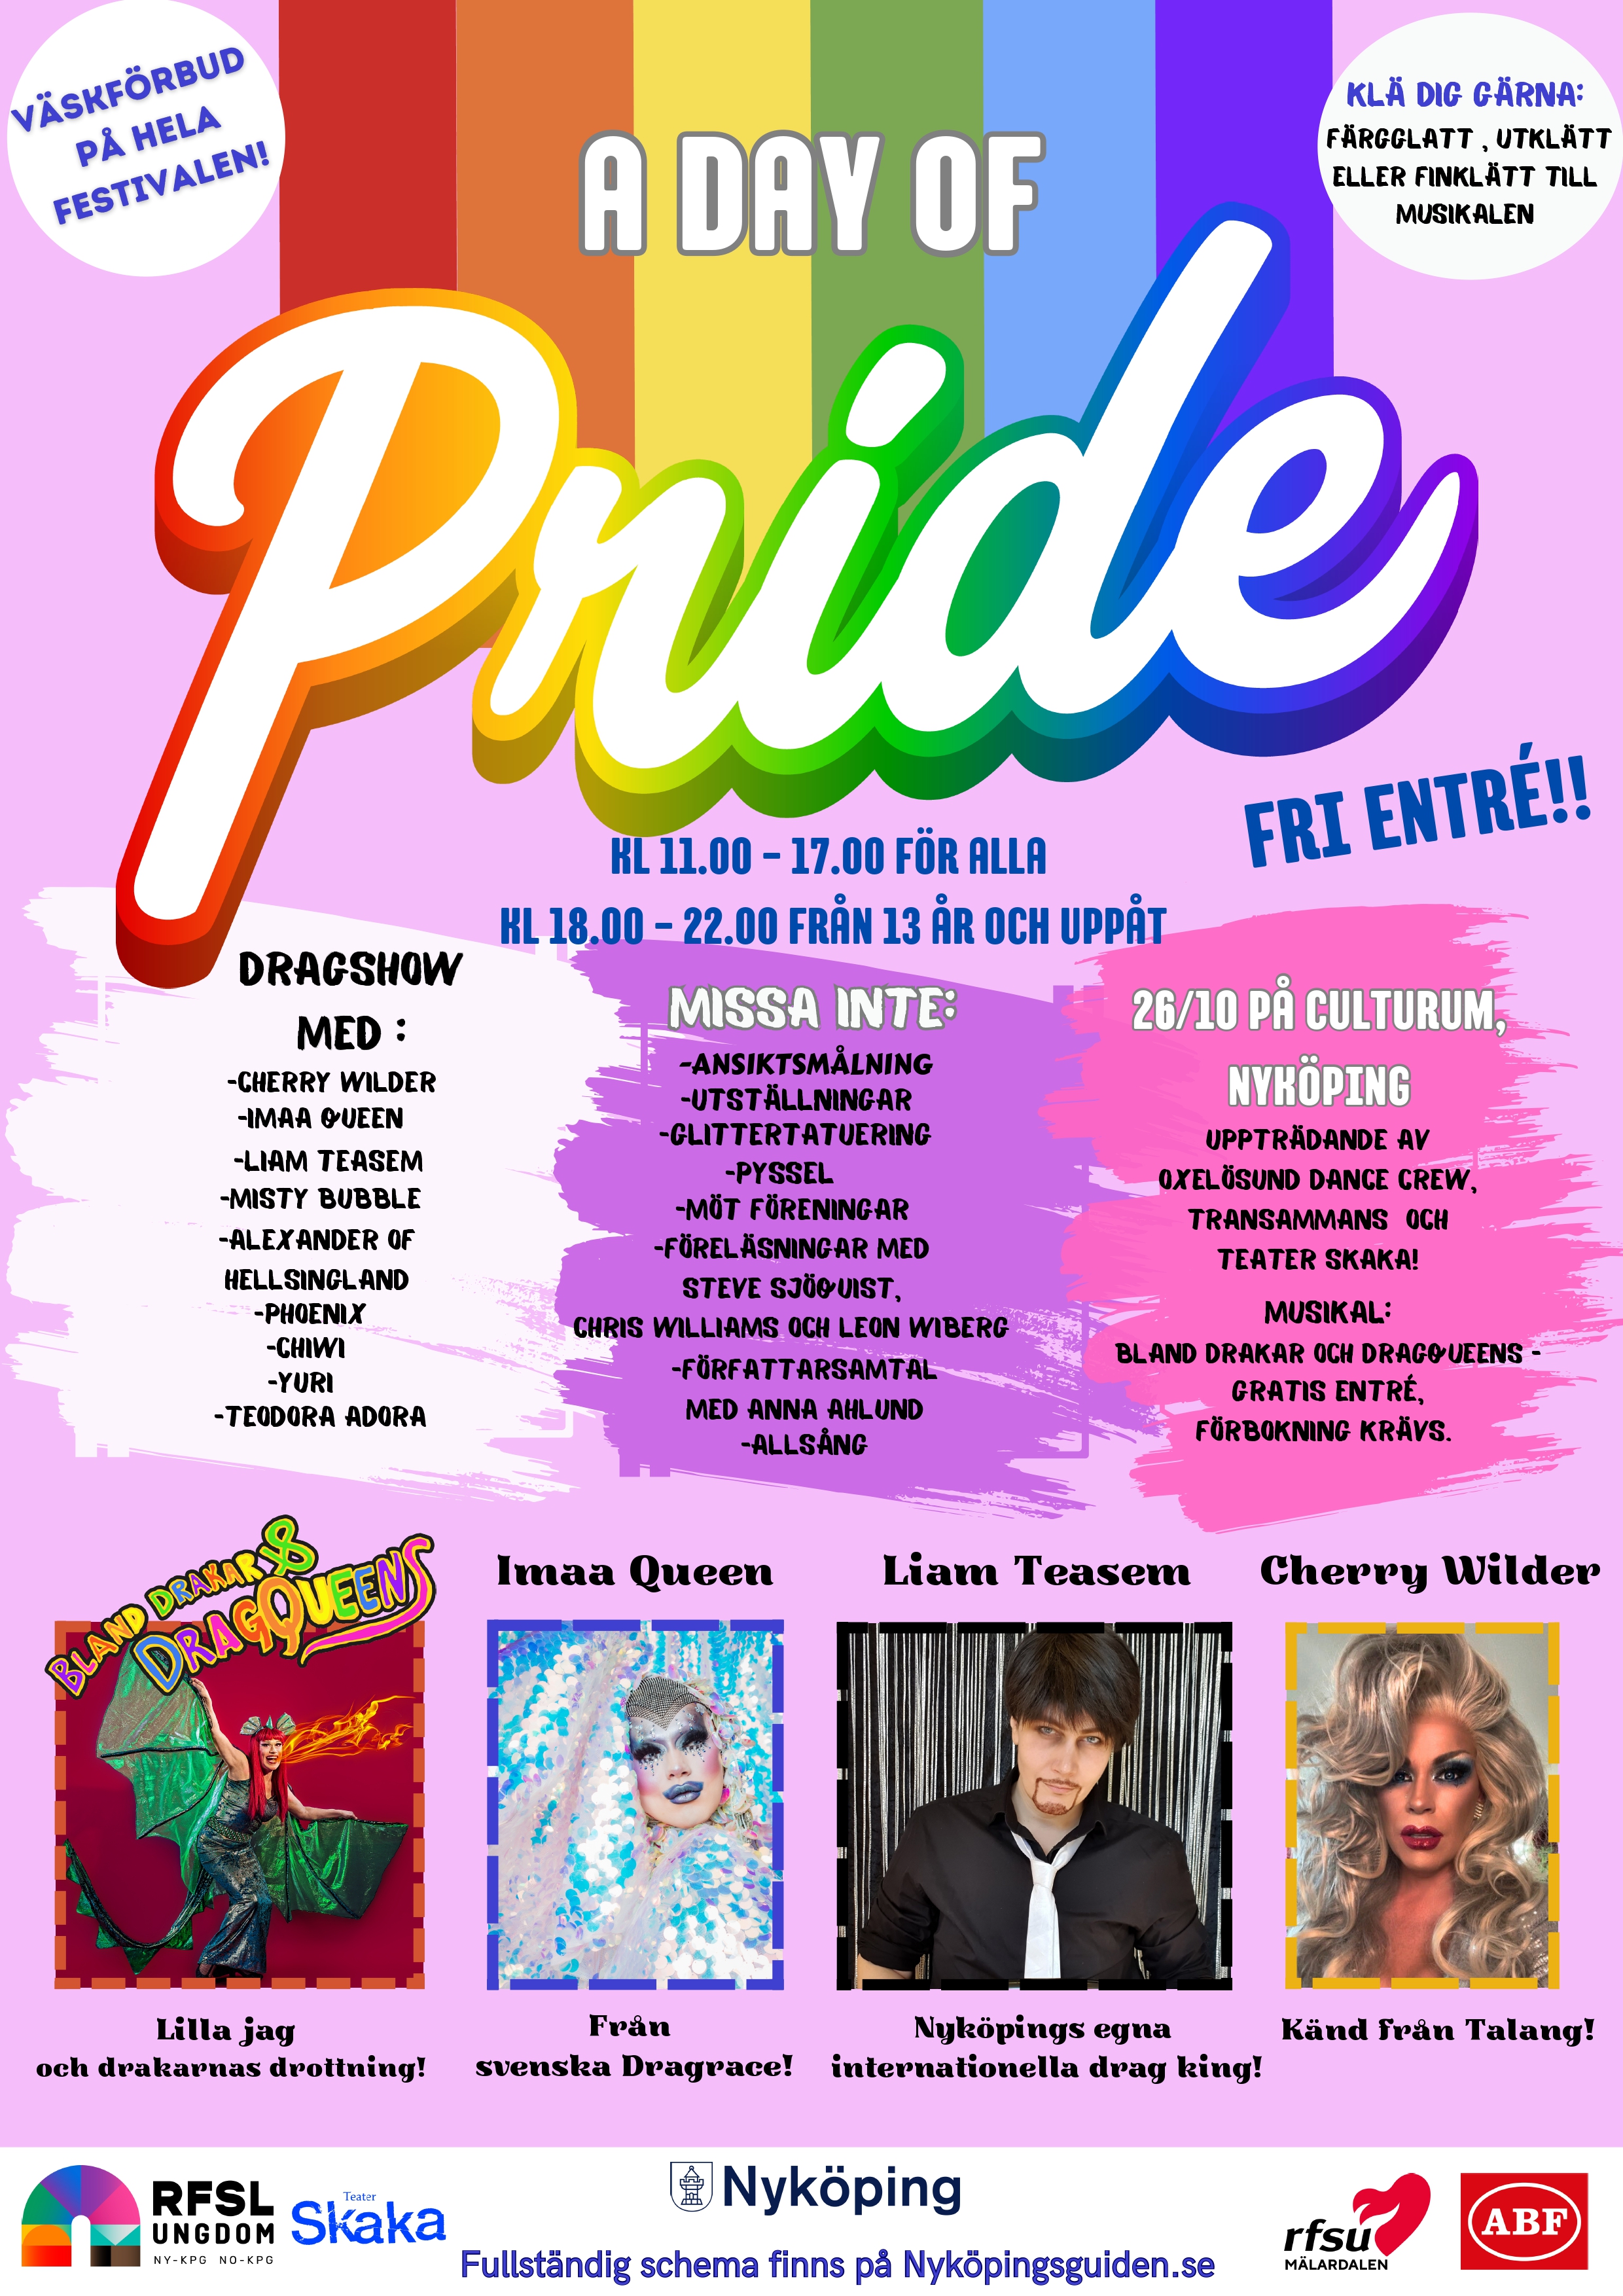 VÄSKFÖRBUD
PÅ HELA
FESTIVALEN!
KLÄ DIG GÄRNA:
FÄRGGLATT , UTKLÄTT
ELLER FINKLÄTT TILL
MUSIKALEN
A DAY OF
Pride
FRI ENTRÉ!!
KL 11.00 – 17.00 FÖR ALLA
KL 18.00 – 22.00 FRÅN 13 ÅR OCH UPPÅT
DRAGSHOW
MED :
-CHERRY WILDER
-IMAA QUEEN
-LIAM TEASEM
-MISTY BUBBLE
-ALEXANDER OF
HELLSINGLAND
-PHOENIX
-CHIWI
-YURI
-TEODORA ADORA
MISSA INTE:
-ANSIKTSMÅLNING
-UTSTÄLLNINGAR
-GLITTERTATUERING
-PYSSEL
-MÖT FÖRENINGAR
-FÖRELÄSNINGAR MED
STEVE SJÖQUIST,
CHRIS WILLIAMS OCH LEON WIBERG
-FÖRFATTARSAMTAL
MED ANNA AHLUND
-ALLSÅNG
26/10 PÅ CULTURUM,
NYKÖPING
UPPTRÄDANDE AV
OXELÖSUND DANCE CREW,
TRANSAMMANS OCH
TEATER SKAKA!
MUSIKAL:
BLAND DRAKAR OCH DRAGQUEENS -
GRATIS ENTRÉ,
FÖRBOKNING KRÄVS.
BLAND DRAKAR &
DRAGQUEENS
Lilla jag
och drakarnas drottning!
Imaa Queen
Från
svenska Dragrace!
Liam Teasem
Nyköpings egna
internationella drag king!
Cherry Wilder
Känd från Talang!
RFSL
UNGDOM
NY-KPG NO-KPG
Teater
Skaka
Nyköping
Fullständig schema finns på Nyköpingsguiden.se
rfsu
MÄLARDALEN
ABF